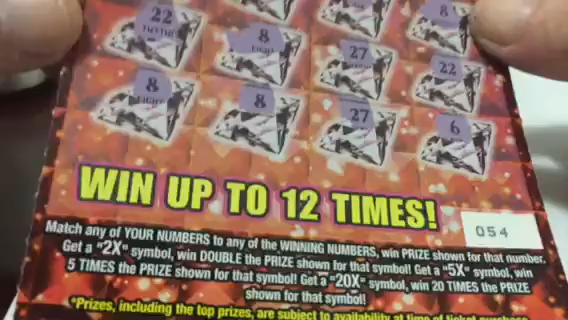 22 8 8
8 27 22
8 8 27 6
WIN UP TO 12 TIMES!
054
Match any of YOUR NUMBERS to any of the WINNING NUMBERS, win PRIZE shown for that number.
Get a "2X" symbol, win DOUBLE the PRIZE shown for that symbol! Get a "5X" symbol, win
5 TIMES the PRIZE shown for that symbol! Get a "20X" symbol, win 20 TIMES the PRIZE
shown for that symbol!
*Prizes, including the top prizes, are subject to availability at time of ticket purchase